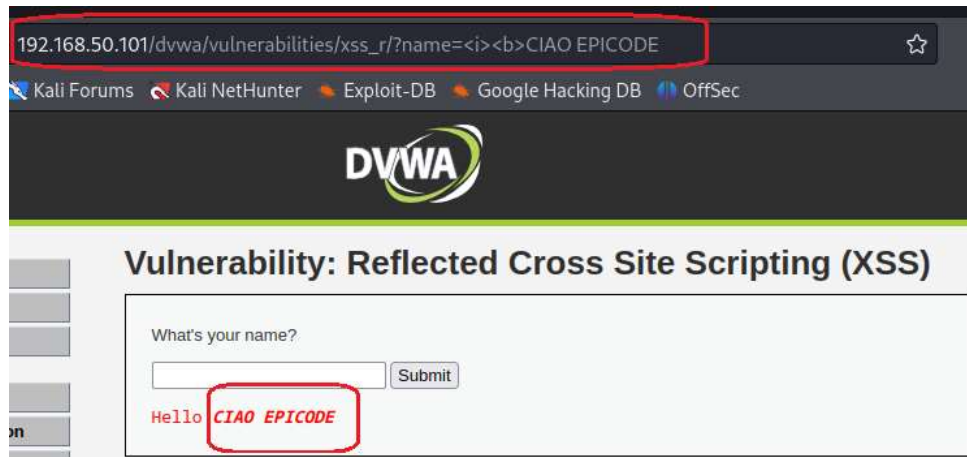 192.168.50.101/dvwa/vulnerabilities/xss_r/?name=<i><b>CIAO EPICODE
Kali Forums Kali NetHunter Exploit-DB Google Hacking DB OffSec
DVWA
Vulnerability: Reflected Cross Site Scripting (XSS)
What's your name?
Submit
Hello CIAO EPICODE
on